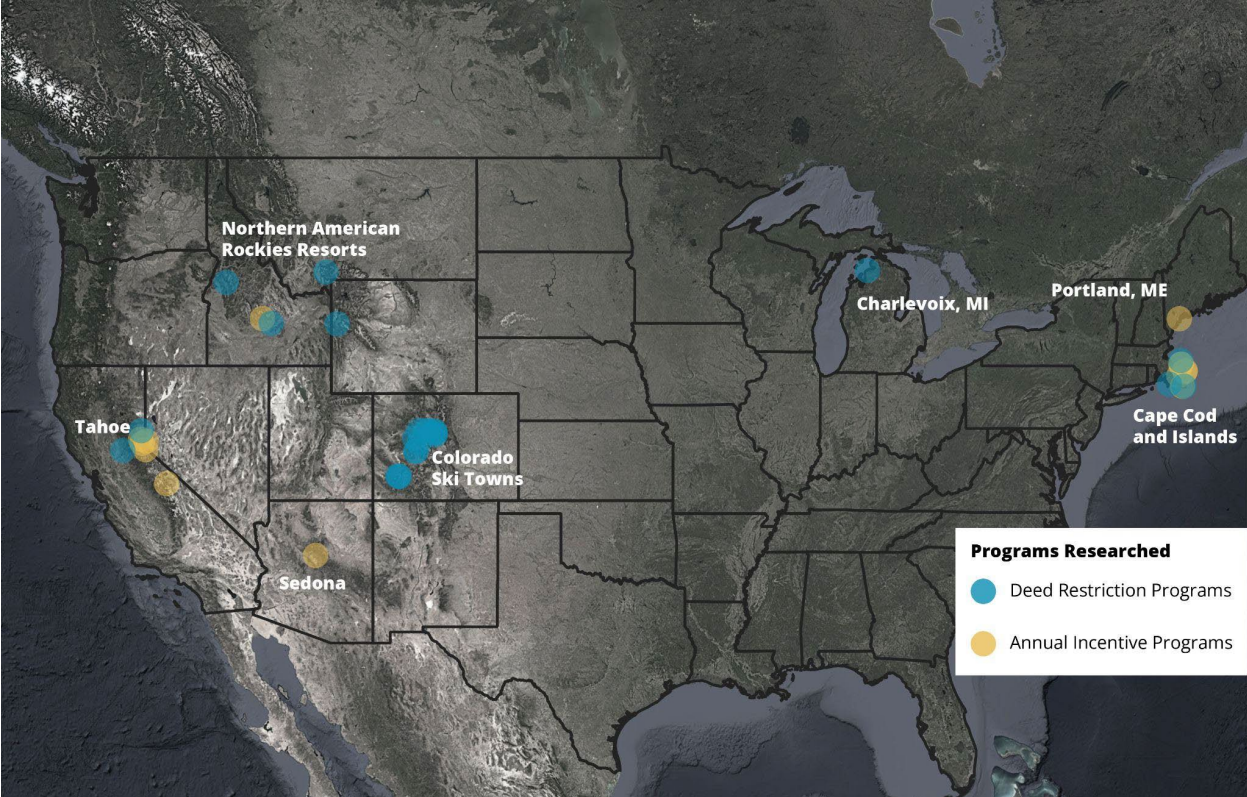 Northern American
Rockies Resorts
Charlevoix, MI
Portland, ME
Tahoe
Colorado
Ski Towns
Cape Cod
and Islands
Sedona
Programs Researched
Deed Restriction Programs
Annual Incentive Programs